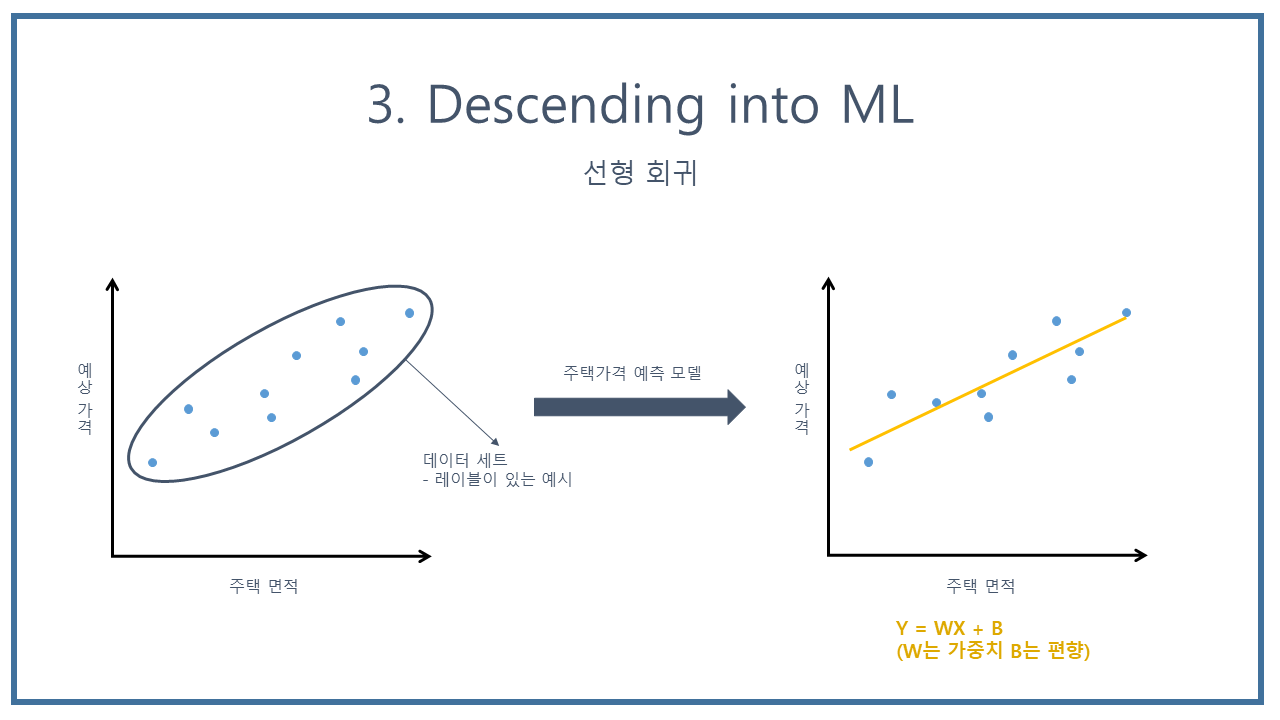 3. Descending into ML
선형 회귀
예상 가격
데이터 세트
- 레이블이 있는 예시
주택 면적
주택가격 예측 모델
예상 가격
주택 면적
Y = WX + B
(W는 가중치 B는 편향)